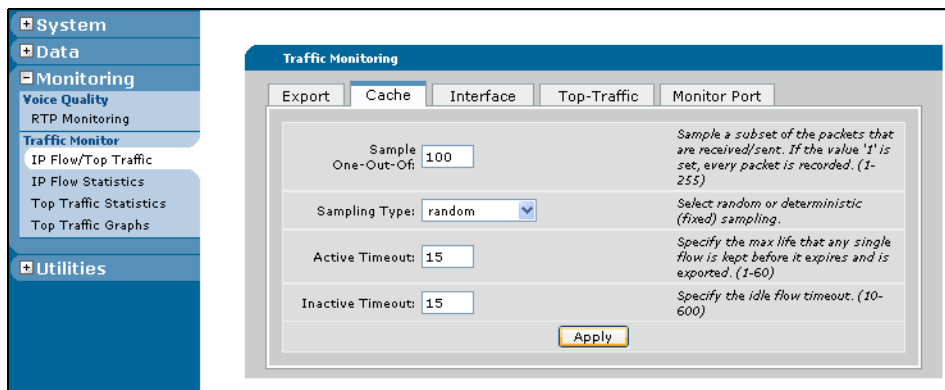 System
Data
Monitoring
Voice Quality
RTP Monitoring
Traffic Monitor
IP Flow/Top Traffic
IP Flow Statistics
Top Traffic Statistics
Top Traffic Graphs
Utilities
Traffic Monitoring
Export Cache Interface Top-Traffic Monitor Port
Sample
One-Out-Of: 100
Sample a subset of the packets that
are received/sent. If the value '1' is
set, every packet is recorded. (1-
255)
Sampling Type: random
Select random or deterministic
(fixed) sampling.
Active Timeout: 15
Specify the max life that any single
flow is kept before it expires and is
exported. (1-60)
Inactive Timeout: 15
Specify the idle flow timeout. (10-
600)
Apply